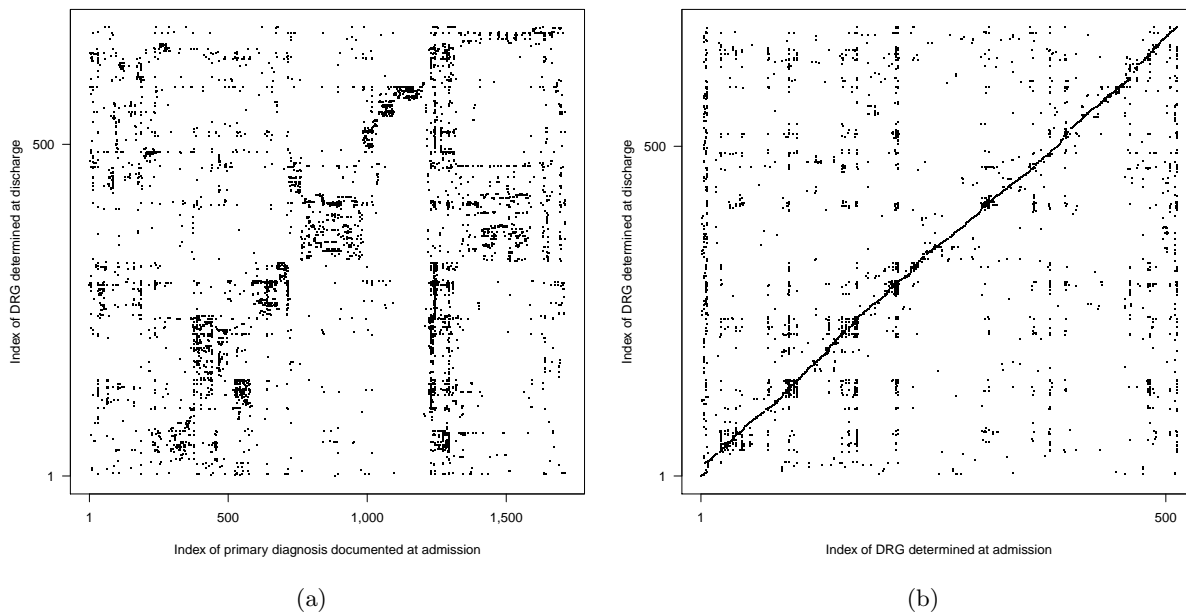 Index of DRG determined at discharge
500
1
1
500
1,000
1,500
Index of primary diagnosis documented at admission
(a)
Index of DRG determined at discharge
500
1
1
500
Index of DRG determined at admission
(b)